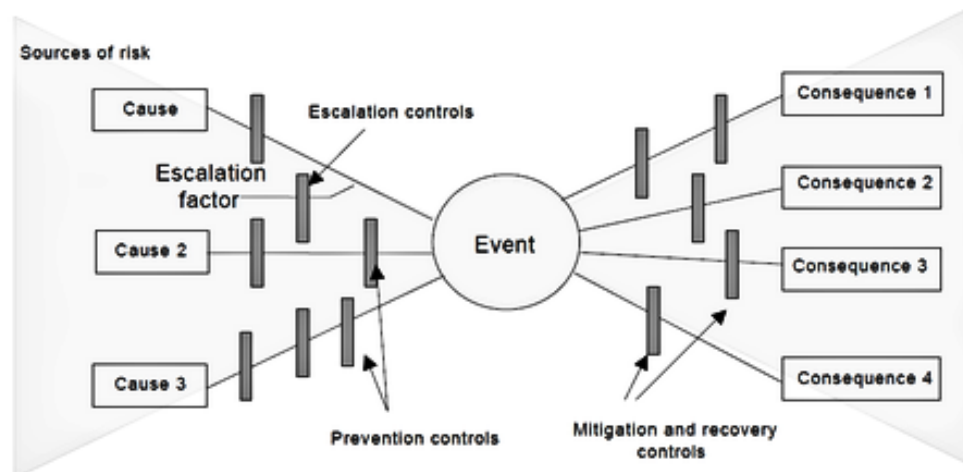 Sources of risk
Cause
Escalation controls
Escalation
factor
Cause 2
Cause 3
Prevention controls
Event
Consequence 1
Consequence 2
Consequence 3
Consequence 4
Mitigation and recovery
controls